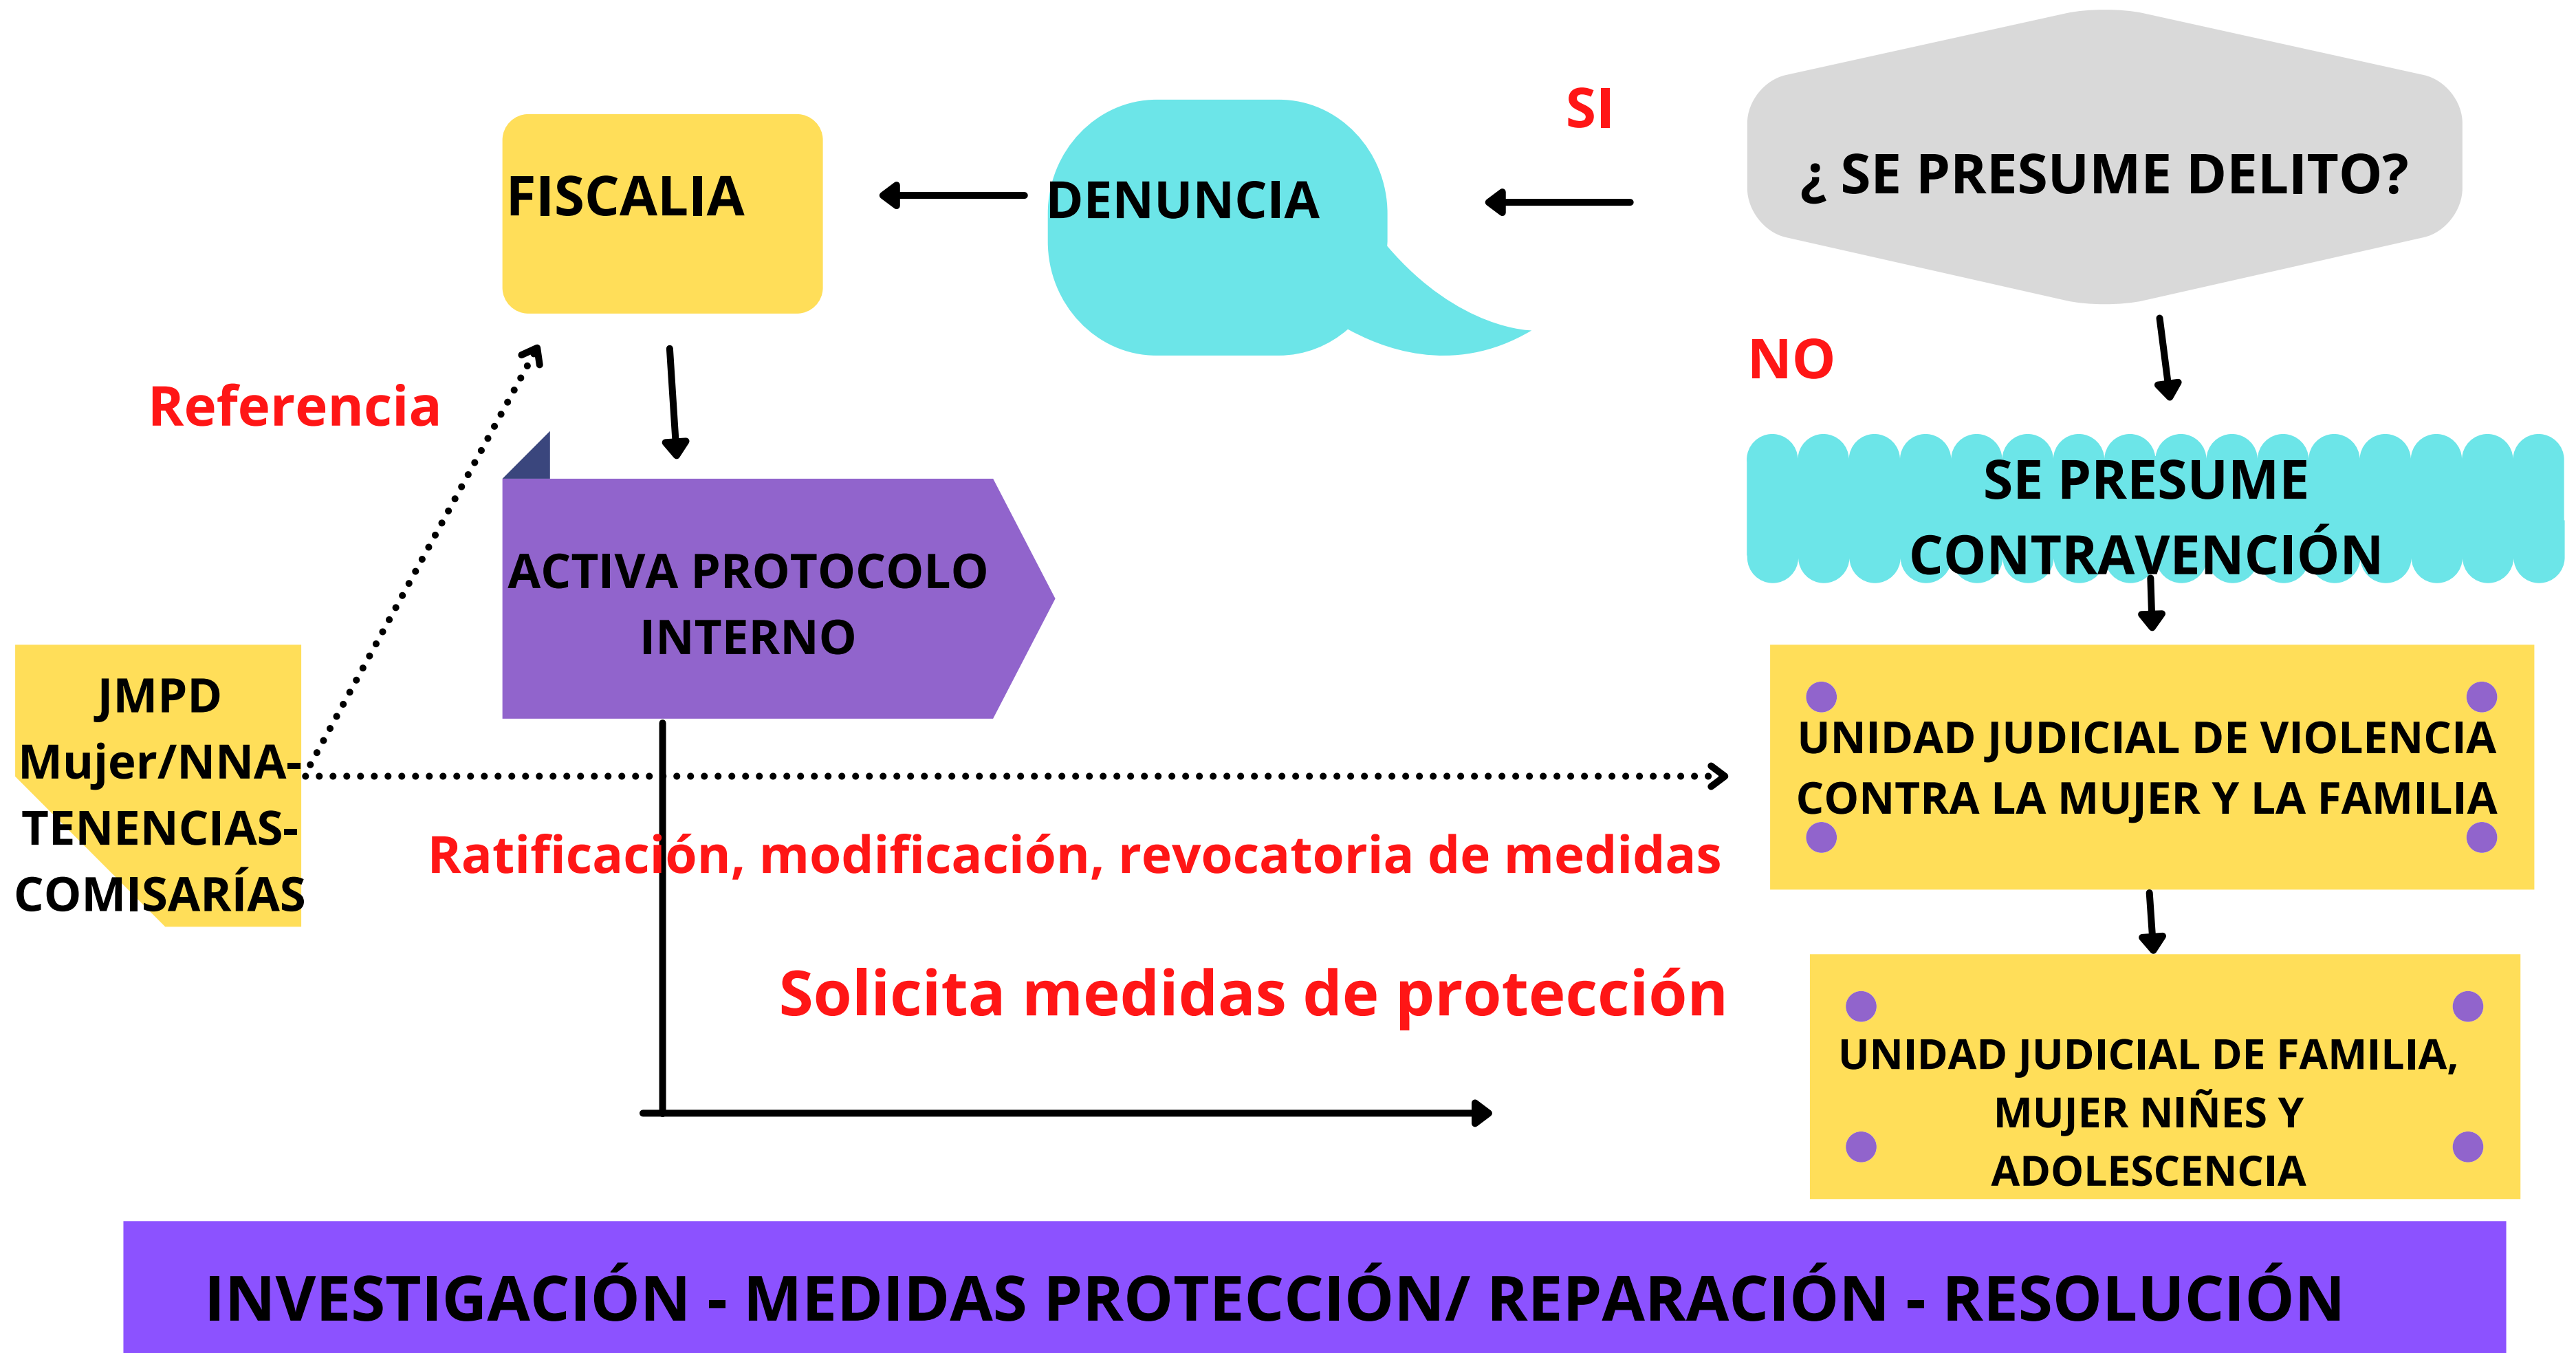 SI
¿ SE PRESUME DELITO?
DENUNCIA
FISCALIA
NO
Referencia
SE PRESUME
CONTRAVENCIÓN
ACTIVA PROTOCOLO
INTERNO
JMPD
Mujer/NNA-
TENENCIAS-
COMISARÍAS
UNIDAD JUDICIAL DE VIOLENCIA
CONTRA LA MUJER Y LA FAMILIA
Ratificación, modificación, revocatoria de medidas
Solicita medidas de protección
UNIDAD JUDICIAL DE FAMILIA,
MUJER NIÑES Y
ADOLESCENCIA
INVESTIGACIÓN - MEDIDAS PROTECCIÓN/ REPARACIÓN - RESOLUCIÓN